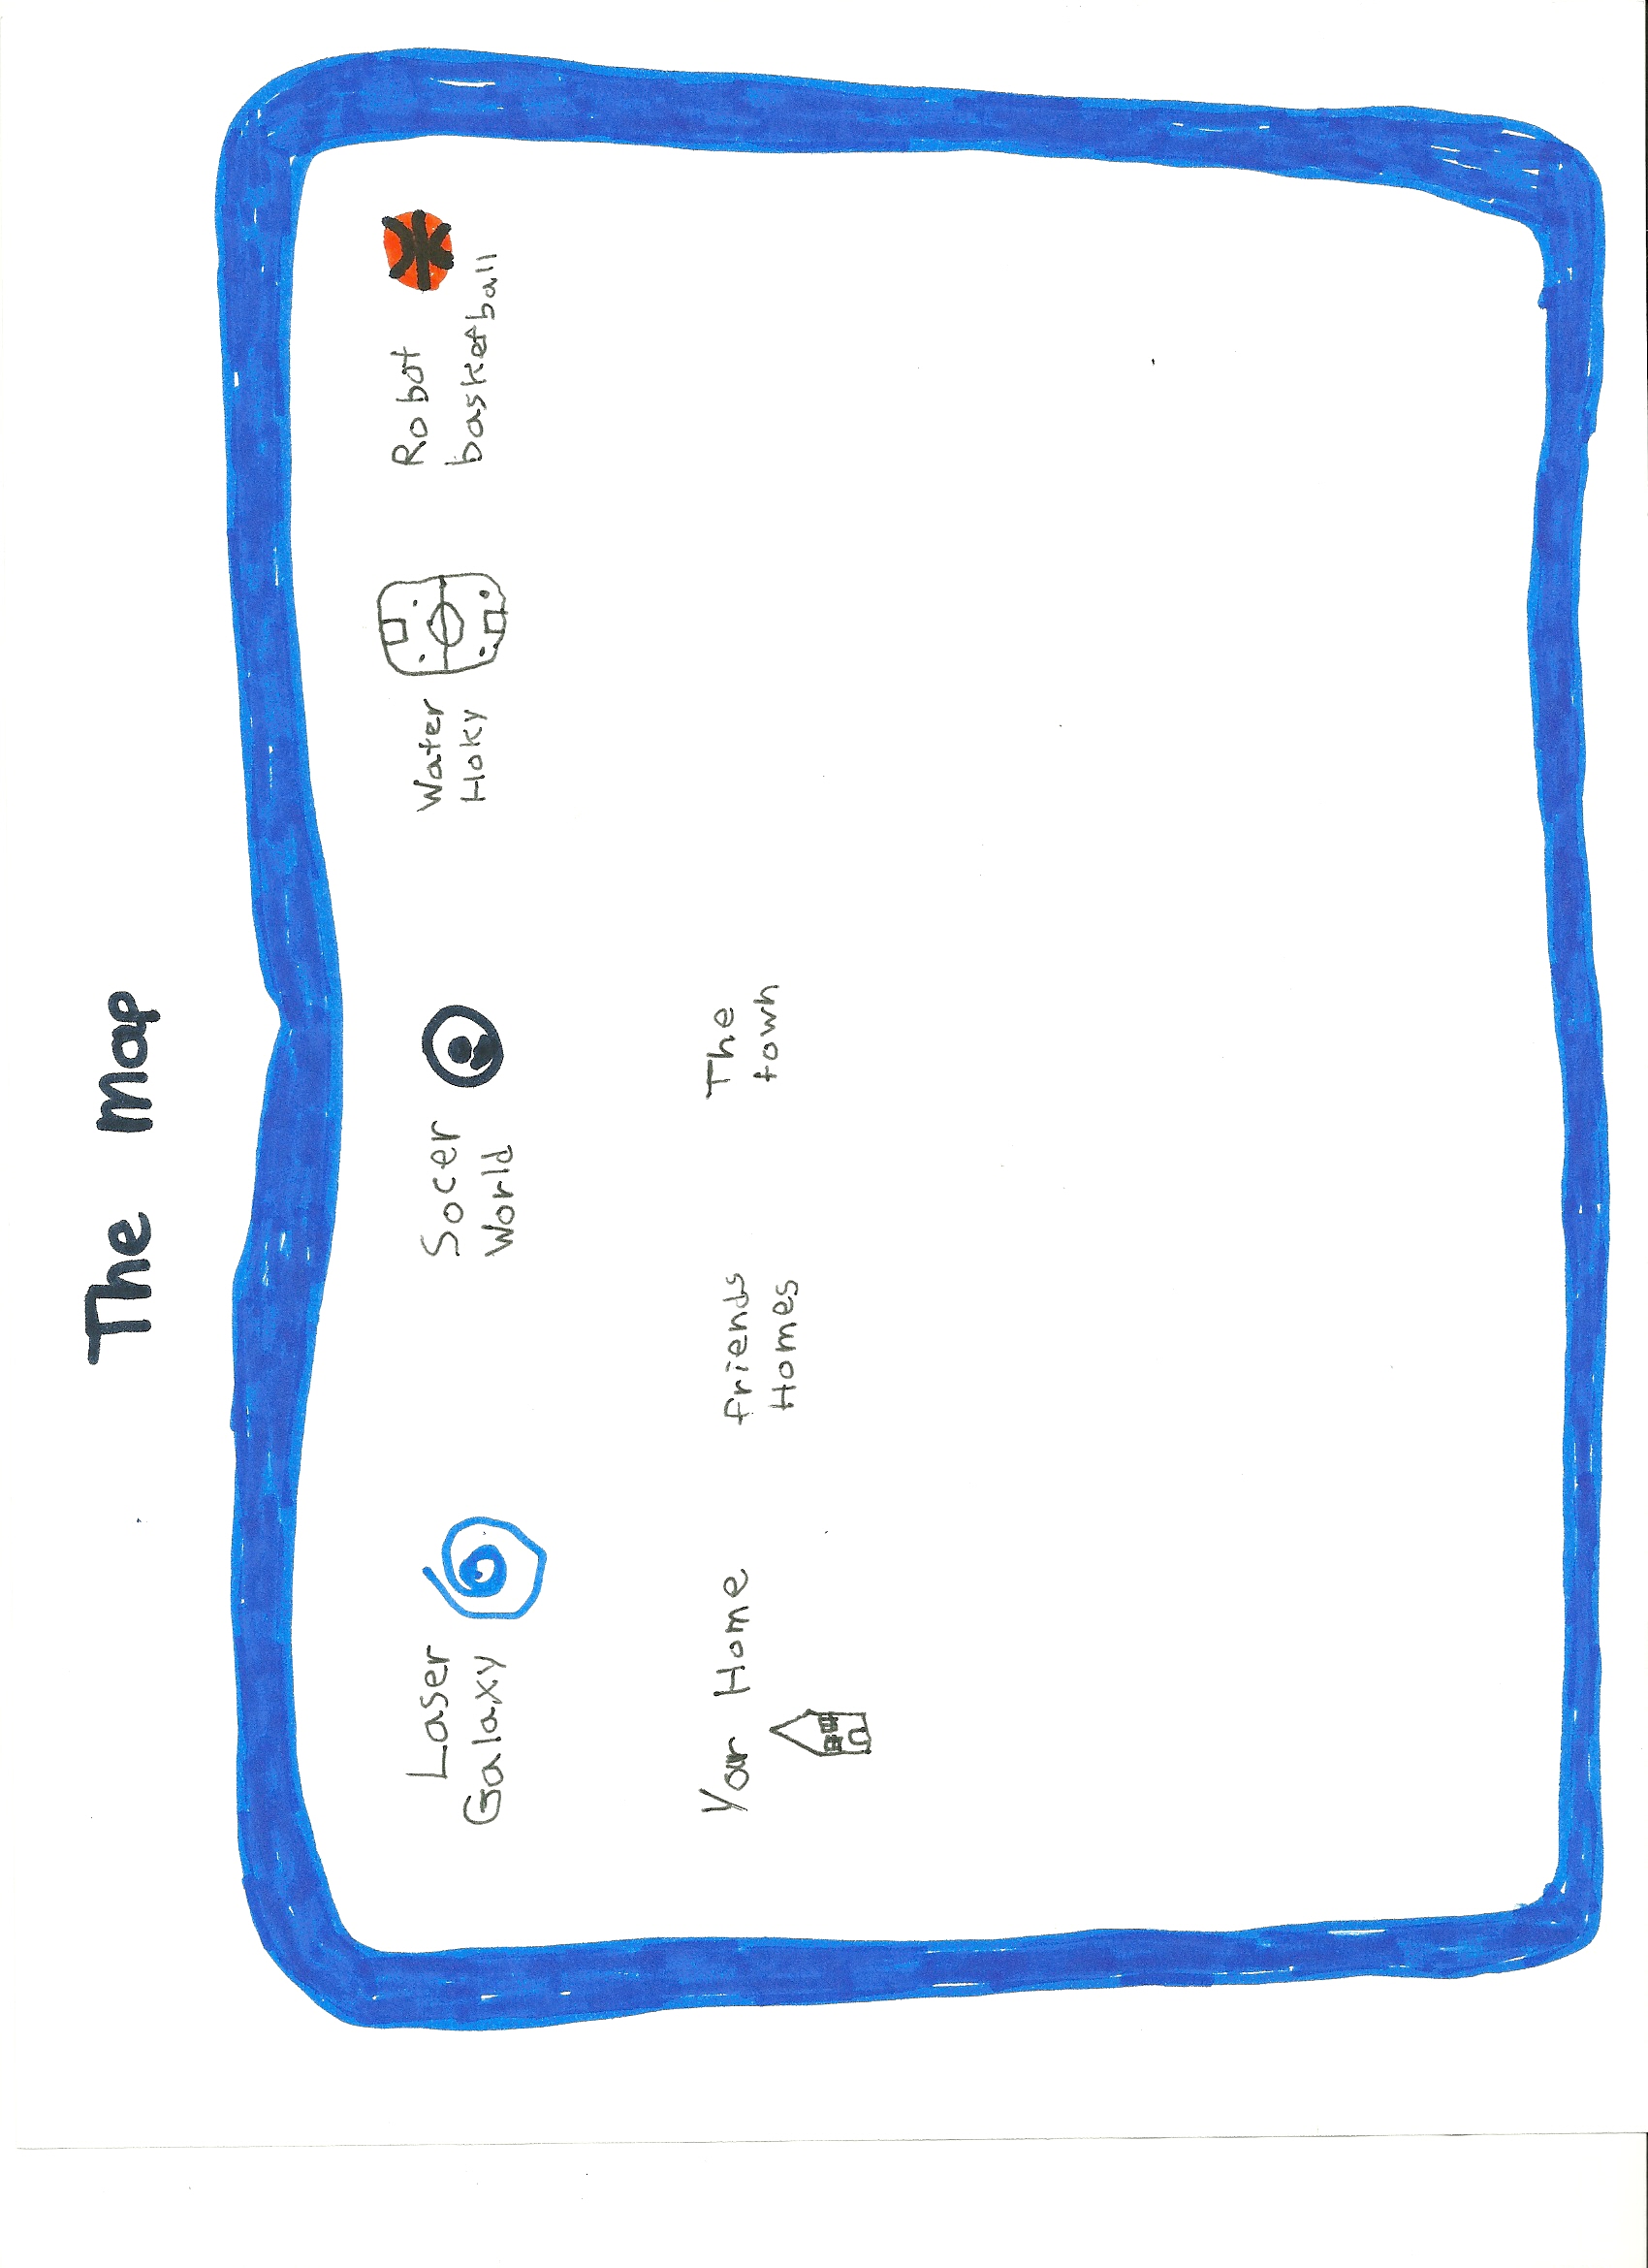 The map
Laser
Galaxy
Socer
World
Water
Hoky
Robot
basketball
Your Home
friends
Homes
The
town